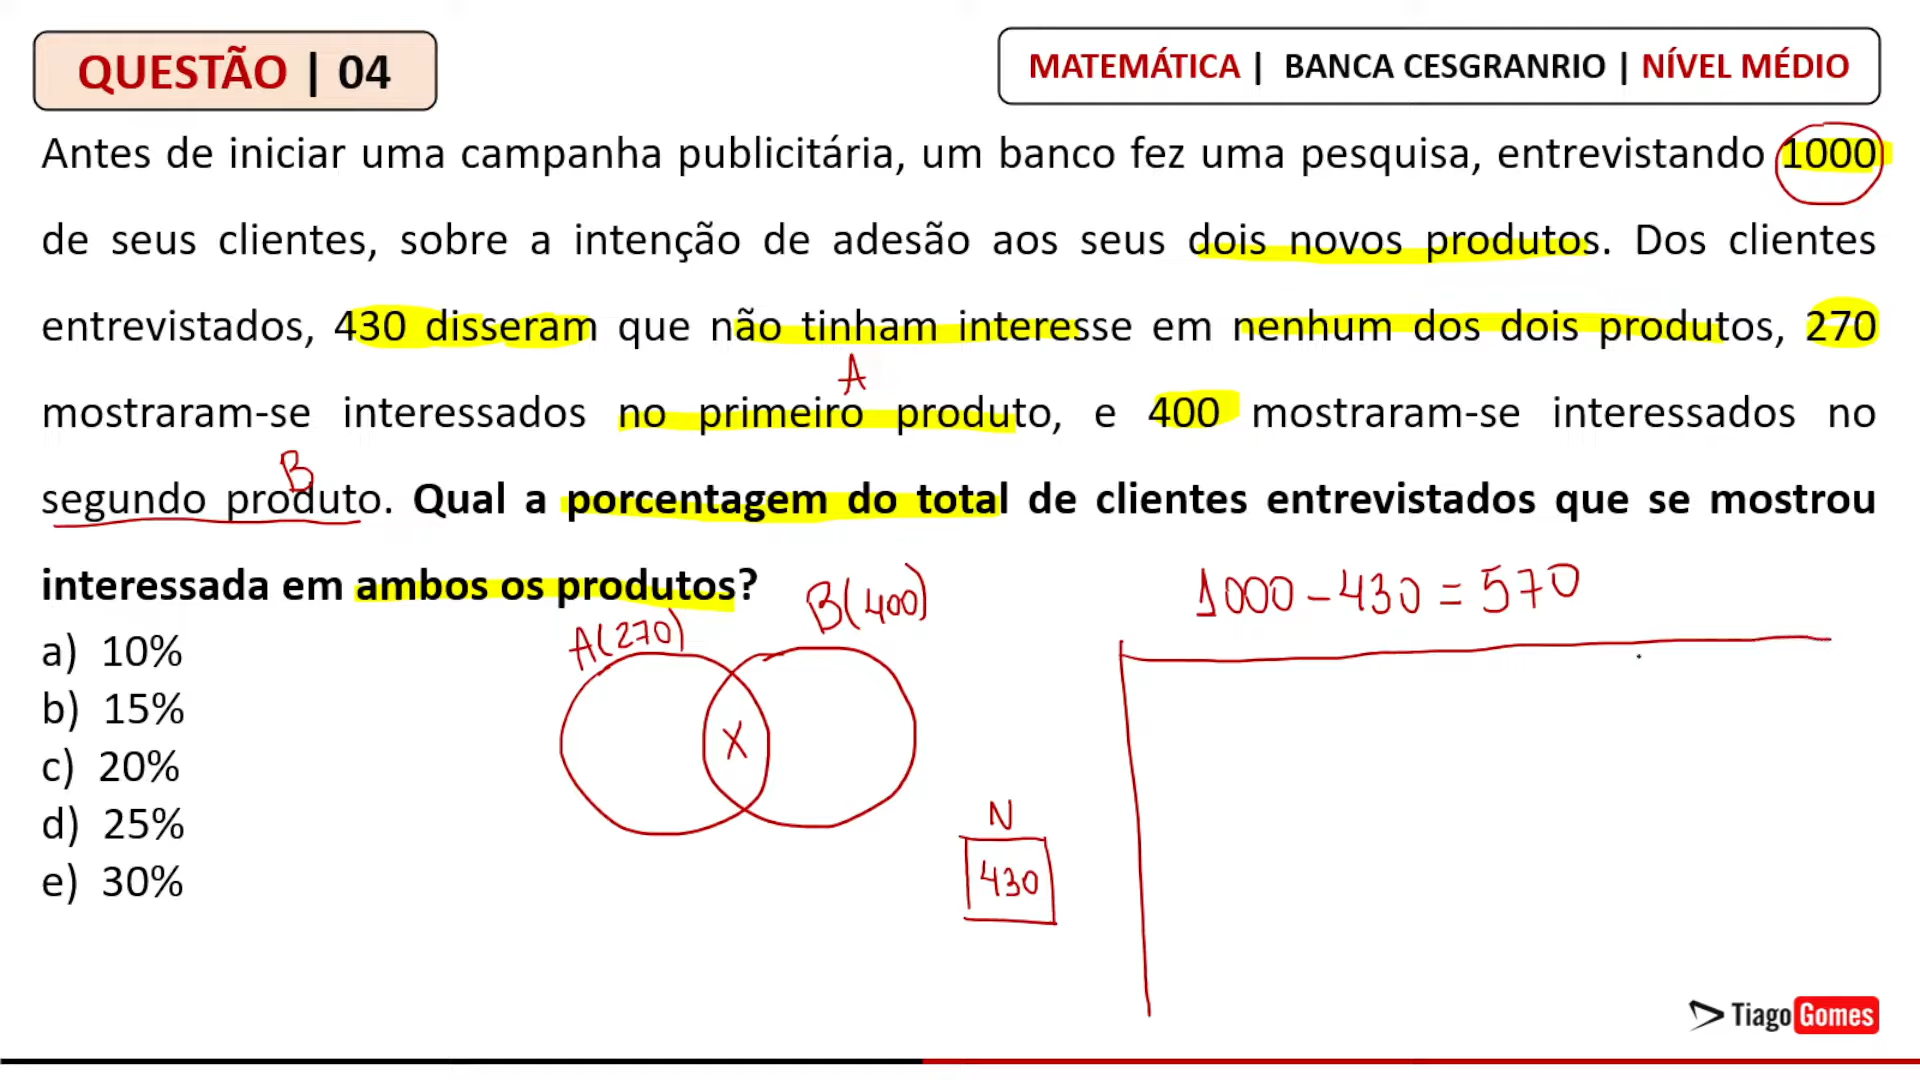 QUESTÃO | 04
MATEMÁTICA | BANCA CESGRANRIO | NÍVEL MÉDIO
Antes de iniciar uma campanha publicitária, um banco fez uma pesquisa, entrevistando 1000
de seus clientes, sobre a intenção de adesão aos seus dois novos produtos. Dos clientes
entrevistados, 430 disseram que não tinham interesse em nenhum dos dois produtos, 270
A
mostraram-se interessados no primeiro produto, e 400 mostraram-se interessados no
B
segundo produto. Qual a porcentagem do total de clientes entrevistados que se mostrou
interessada em ambos os produtos?
1000 - 430 = 570
A(270)
B(400)
X
N
430
a) 10%
b) 15%
c) 20%
d) 25%
e) 30%
Tiago Gomes